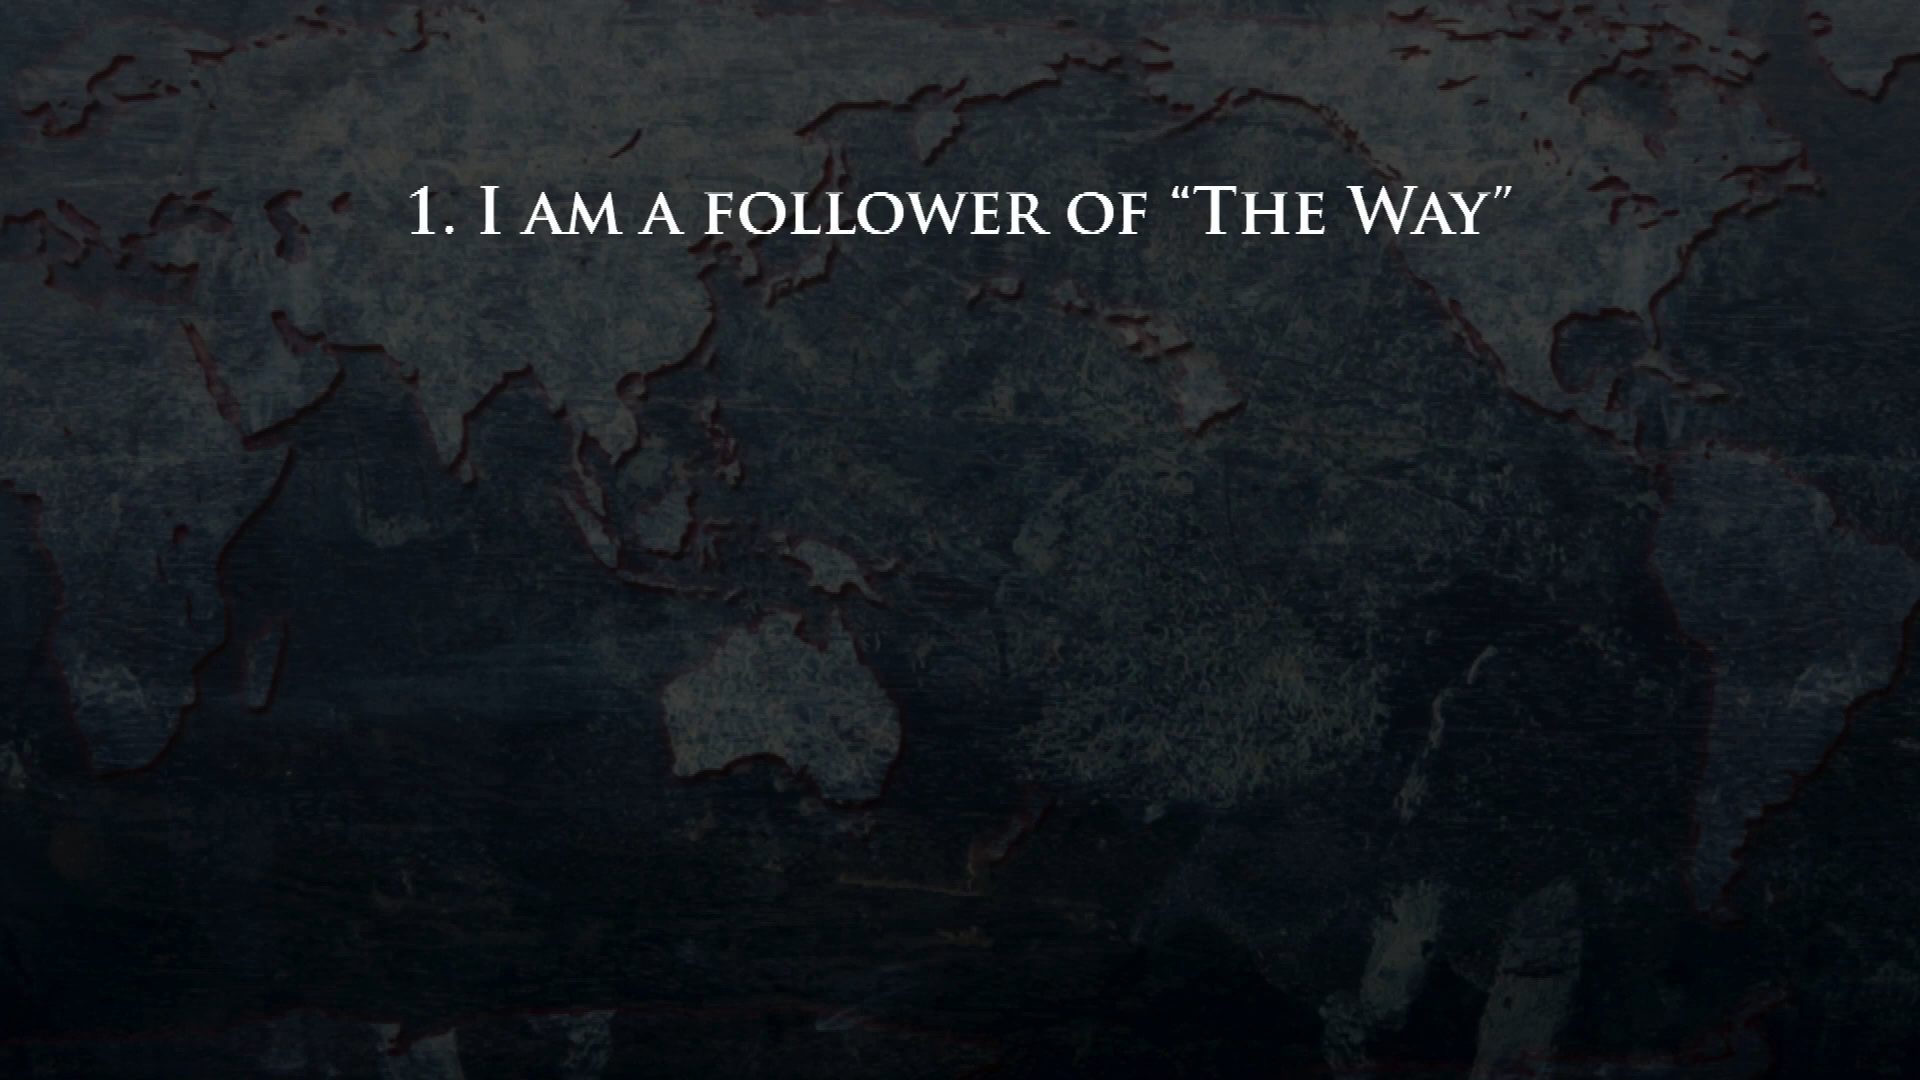 1. I am a follower of “The Way”